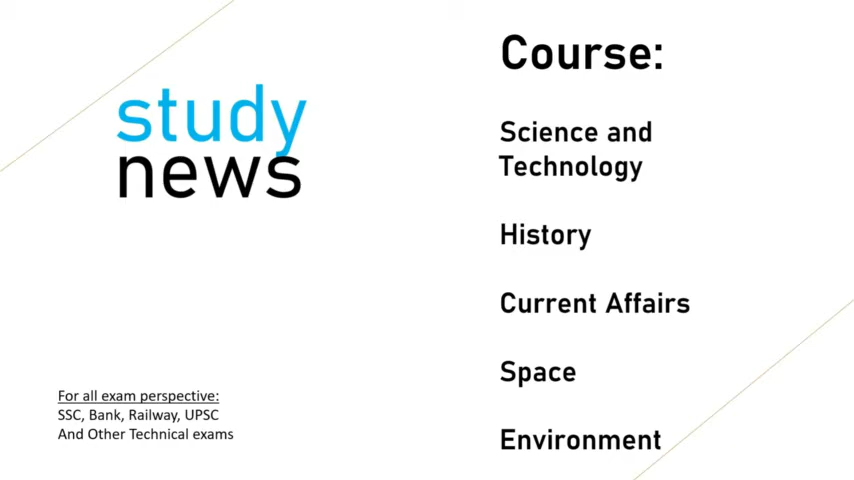 study
news
For all exam perspective:
SSC, Bank, Railway, UPSC
And Other Technical exams
Course:
Science and
Technology
History
Current Affairs
Space
Environment